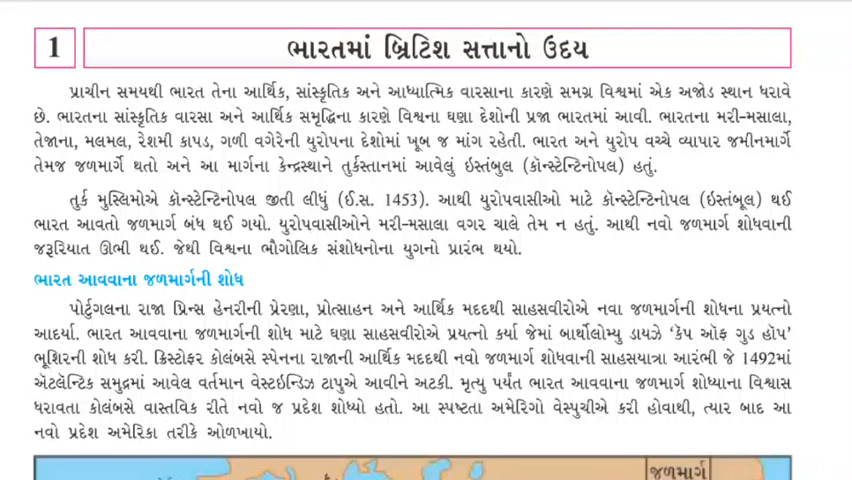 1
ભારતમાં બ્રિટિશ સત્તાનો ઉદય
પ્રાચીન સમયથી ભારત તેના આર્થિક, સાંસ્કૃતિક અને આધ્યાત્મિક વારસાના કારણે સમગ્ર વિશ્વમાં એક અજોડ સ્થાન ધરાવે
છે. ભારતના સાંસ્કૃતિક વારસા અને આર્થિક સમૃદ્ધિના કારણે વિશ્વના ઘણા દેશોની પ્રજા ભારતમાં આવી. ભારતના મરી-મસાલા,
તેજાના, મલમલ, રેશમી કાપડ, ગળી વગેરેની યુરોપના દેશોમાં ખૂબ જ માંગ રહેતી. ભારત અને યુરોપ વચ્ચે વ્યાપાર જમીનમાર્ગે
તેમજ જળમાર્ગે થતો અને આ માર્ગના કેન્દ્રસ્થાને તુર્કસ્તાનમાં આવેલું ઇસ્તંબુલ (કૉન્સ્ટેન્ટિનોપલ) હતું.
તુર્ક મુસ્લિમોએ કૉન્સ્ટેન્ટિનોપલ જીતી લીધું (ઈ.સ. 1453). આથી યુરોપવાસીઓ માટે કૉન્સ્ટેન્ટિનોપલ (ઇસ્તંબૂલ) થઈ
ભારત આવતો જળમાર્ગ બંધ થઈ ગયો. યુરોપવાસીઓને મરી-મસાલા વગર ચાલે તેમ ન હતું. આથી નવો જળમાર્ગ શોધવાની
જરૂરિયાત ઊભી થઈ. જેથી વિશ્વના ભૌગોલિક સંશોધનોના યુગનો પ્રારંભ થયો.
ભારત આવવાના જળમાર્ગની શોધ
પોર્ટુગલના રાજા પ્રિન્સ હેનરીની પ્રેરણા, પ્રોત્સાહન અને આર્થિક મદદથી સાહસવીરોએ નવા જળમાર્ગની શોધના પ્રયત્નો
આદર્યા. ભારત આવવાના જળમાર્ગની શોધ માટે ઘણા સાહસવીરોએ પ્રયત્નો કર્યા જેમાં બાર્થોલોમ્યુ ડાયઝે ‘કૅપ ઑફ ગુડ હૉપ’
ભૂશિરની શોધ કરી. ક્રિસ્ટોફર કોલંબસે સ્પેનના રાજાની આર્થિક મદદથી નવો જળમાર્ગ શોધવાની સાહસયાત્રા આરંભી જે 1492માં
ઍટલૅન્ટિક સમુદ્રમાં આવેલ વર્તમાન વેસ્ટઇન્ડિઝ ટાપુએ આવીને અટકી. મૃત્યુ પર્યંત ભારત આવવાના જળમાર્ગ શોધ્યાના વિશ્વાસ
ધરાવતા કોલંબસે વાસ્તવિક રીતે નવો જ પ્રદેશ શોધ્યો હતો. આ સ્પષ્ટતા અમેરિગો વેસ્પુચીએ કરી હોવાથી, ત્યાર બાદ આ
નવો પ્રદેશ અમેરિકા તરીકે ઓળખાયો.
જળમાર્ગ